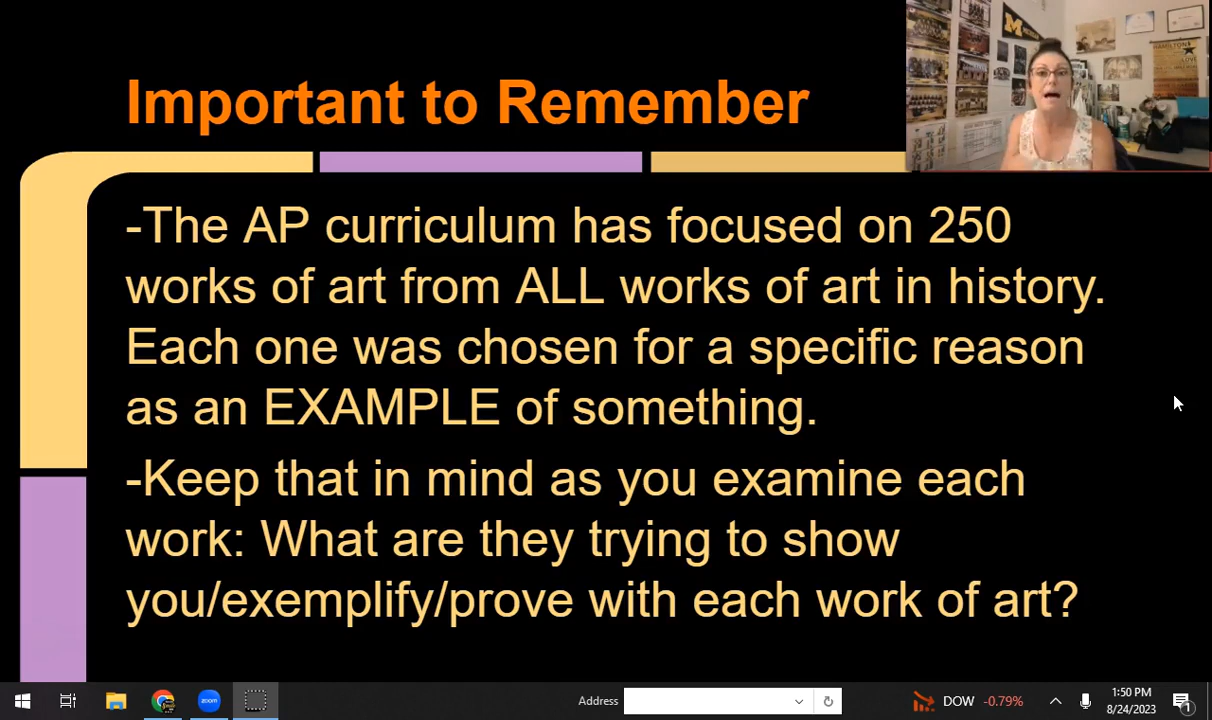 Important to Remember
-The AP curriculum has focused on 250
works of art from ALL works of art in history.
Each one was chosen for a specific reason
as an EXAMPLE of something.
-Keep that in mind as you examine each
work: What are they trying to show
you/exemplify/prove with each work of art?
M
HAMILTON
zoom
Address
DOW -0.79%
1:50 PM
8/24/2023
1